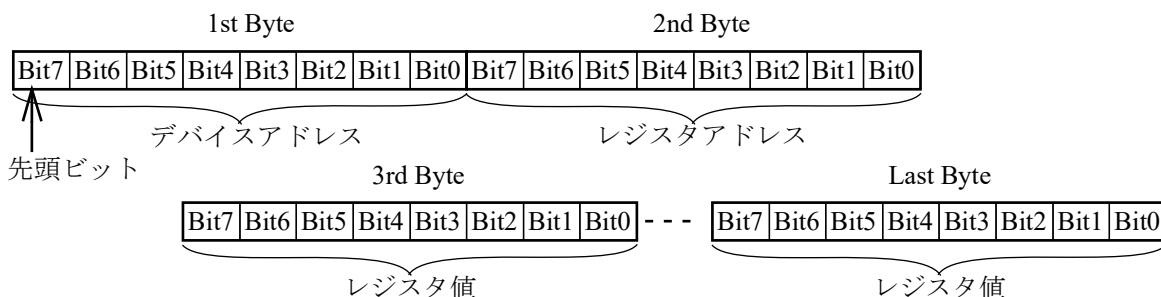 1st Byte 2nd Byte
Bit7 Bit6 Bit5 Bit4 Bit3 Bit2 Bit1 Bit0 Bit7 Bit6 Bit5 Bit4 Bit3 Bit2 Bit1 Bit0
デバイスアドレス レジスタアドレス
先頭ビット
3rd Byte Last Byte
Bit7 Bit6 Bit5 Bit4 Bit3 Bit2 Bit1 Bit0 - - - Bit7 Bit6 Bit5 Bit4 Bit3 Bit2 Bit1 Bit0
レジスタ値 レジスタ値